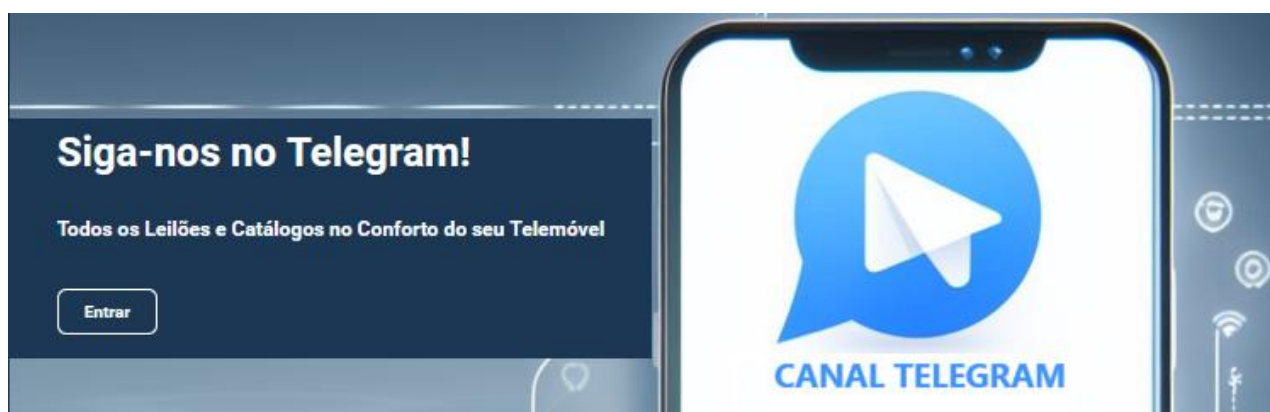 Siga-nos no Telegram!
Todos os Leilões e Catálogos no Conforto do seu Telemóvel
Entrar
CANAL TELEGRAM